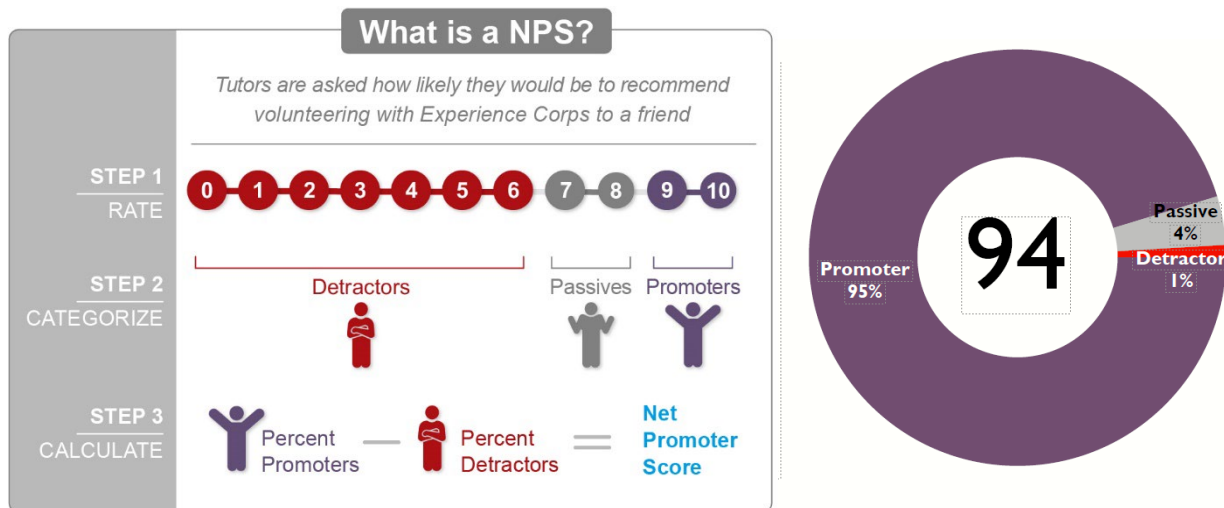 What is a NPS?
Tutors are asked how likely they would be to recommend
volunteering with Experience Corps to a friend
STEP 1
RATE
0 1 2 3 4 5 6 7 8 9 10
STEP 2
CATEGORIZE
Detractors
Passives
Promoters
STEP 3
CALCULATE
Percent
Promoters
Percent
Detractors
Net
Promoter
Score
94
Promoter
95%
Passive
4%
Detractor
1%